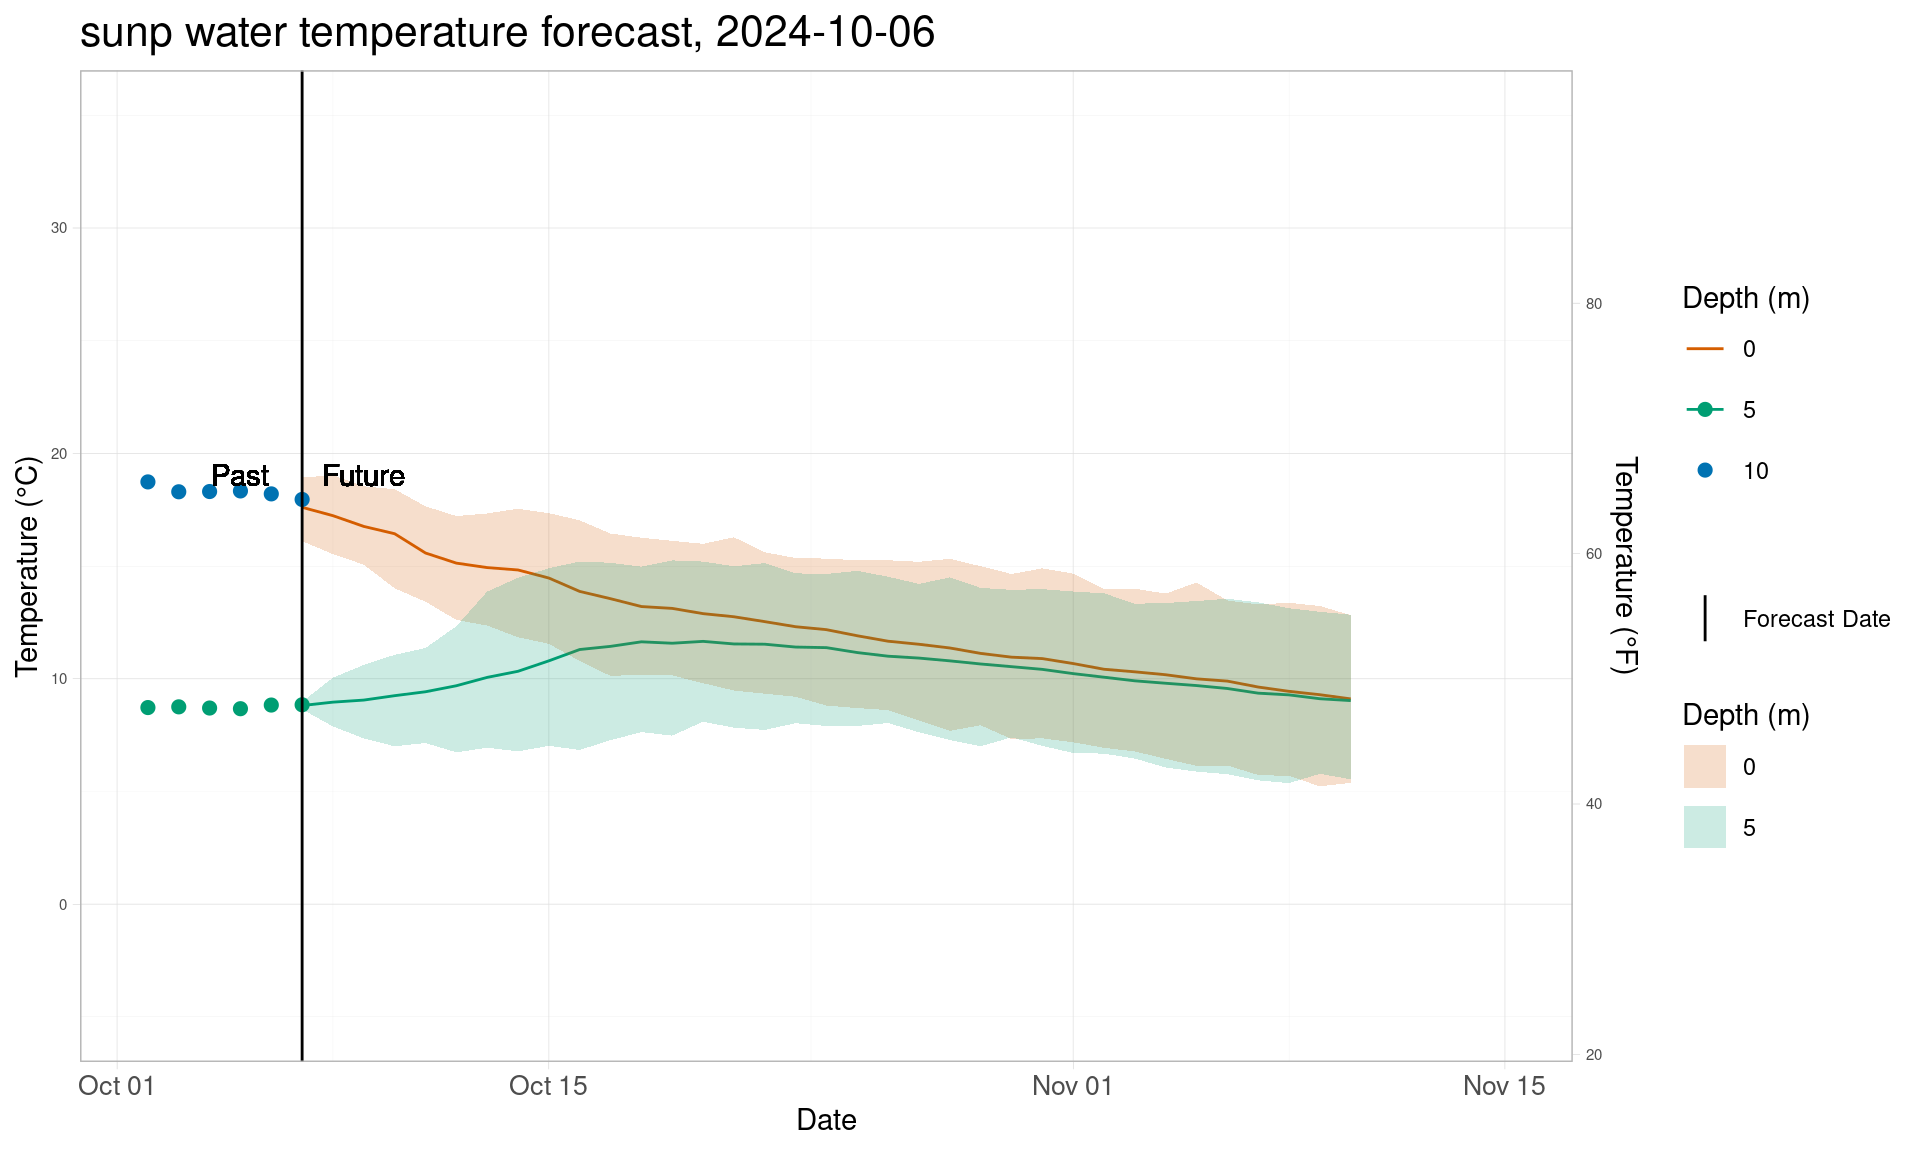 sunp water temperature forecast, 2024-10-06
Temperature (°C)
30
20
10
0
Past
Future
80
60
40
20
Temperature (°F)
Oct 01
Oct 15
Nov 01
Nov 15
Date
Depth (m)
0
5
10
Forecast Date
Depth (m)
0
5